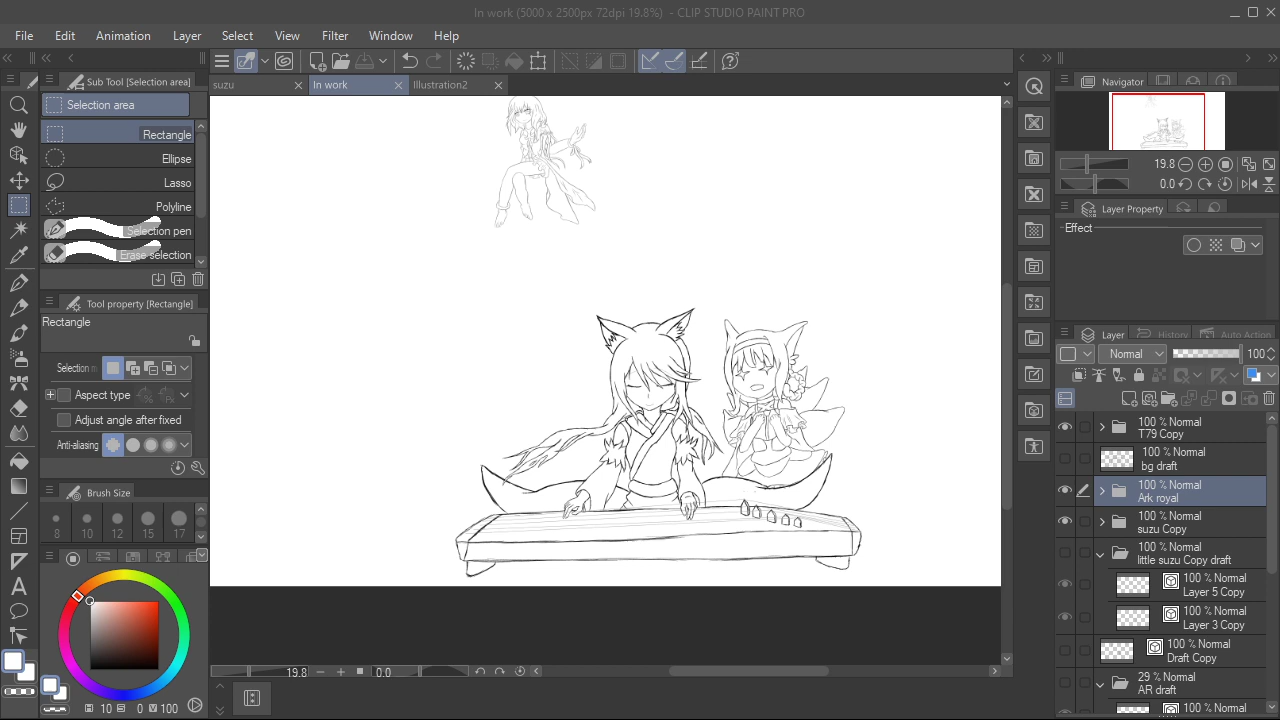 In work (5000 x 2500px 72dpi 19.8%) - CLIP STUDIO PAINT PRO
File Edit Animation Layer Select View Filter Window Help
Sub Tool [Selection area]
suzu In work Illustration2
Navigator
Selection area
Rectangle
Ellipse
Lasso
Polyline
Selection pen
Erase selection
19.8
0.0
Layer Property
Effect
Tool property [Rectangle]
Rectangle
Selection m
Aspect type
Adjust angle after fixed
Anti-aliasing
Brush Size
8 10 12 15 17
10 0 V 100
19.8 0.0
Layer History Auto Action
Normal 100
100 % Normal
T79 Copy
100 % Normal
bg draft
100 % Normal
Ark royal
100 % Normal
suzu Copy
100 % Normal
little suzu Copy draft
100 % Normal
Layer 5 Copy
100 % Normal
Layer 3 Copy
100 % Normal
Draft Copy
29 % Normal
AR draft
100 % Normal